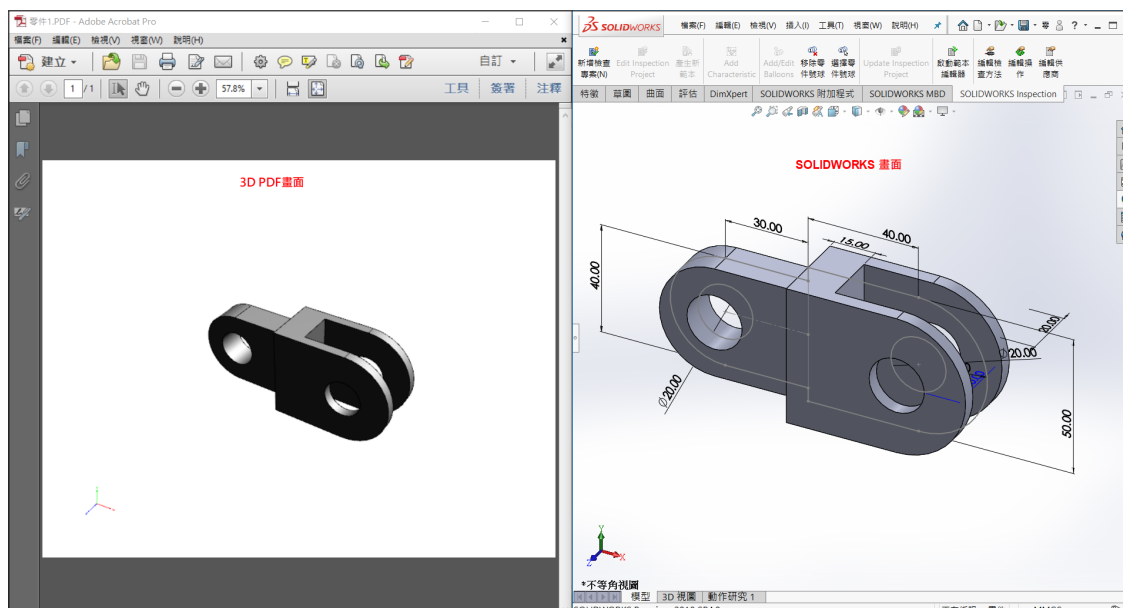 零件1.PDF - Adobe Acrobat Pro
檔案(F) 編輯(E) 檢視(V) 視窗(W) 說明(H)
建立
自訂
1 / 1
57.8%
工具 簽署 注釋
3D PDF畫面
SOLIDWORKS
檔案(F) 編輯(E) 檢視(V) 插入(I) 工具(T) 視窗(W) 說明(H)
零
?
新增檢查專案(N)
Edit Inspection Project
產生新範本
Add Characteristic
Add/Edit Balloons
移除零件號球
選擇零件號球
Update Inspection Project
啟動範本編輯器
編輯檢查方法
編輯操作
編輯供應商
特徵 草圖 曲面 評估 DimXpert SOLIDWORKS 附加程式 SOLIDWORKS MBD SOLIDWORKS Inspection
SOLIDWORKS 畫面
30.00
40.00
15.00
40.00
20.00
∅20.00
∅20.00
50.00
Y
X
Z
*不等角視圖
模型 3D 視圖 動作研究 1